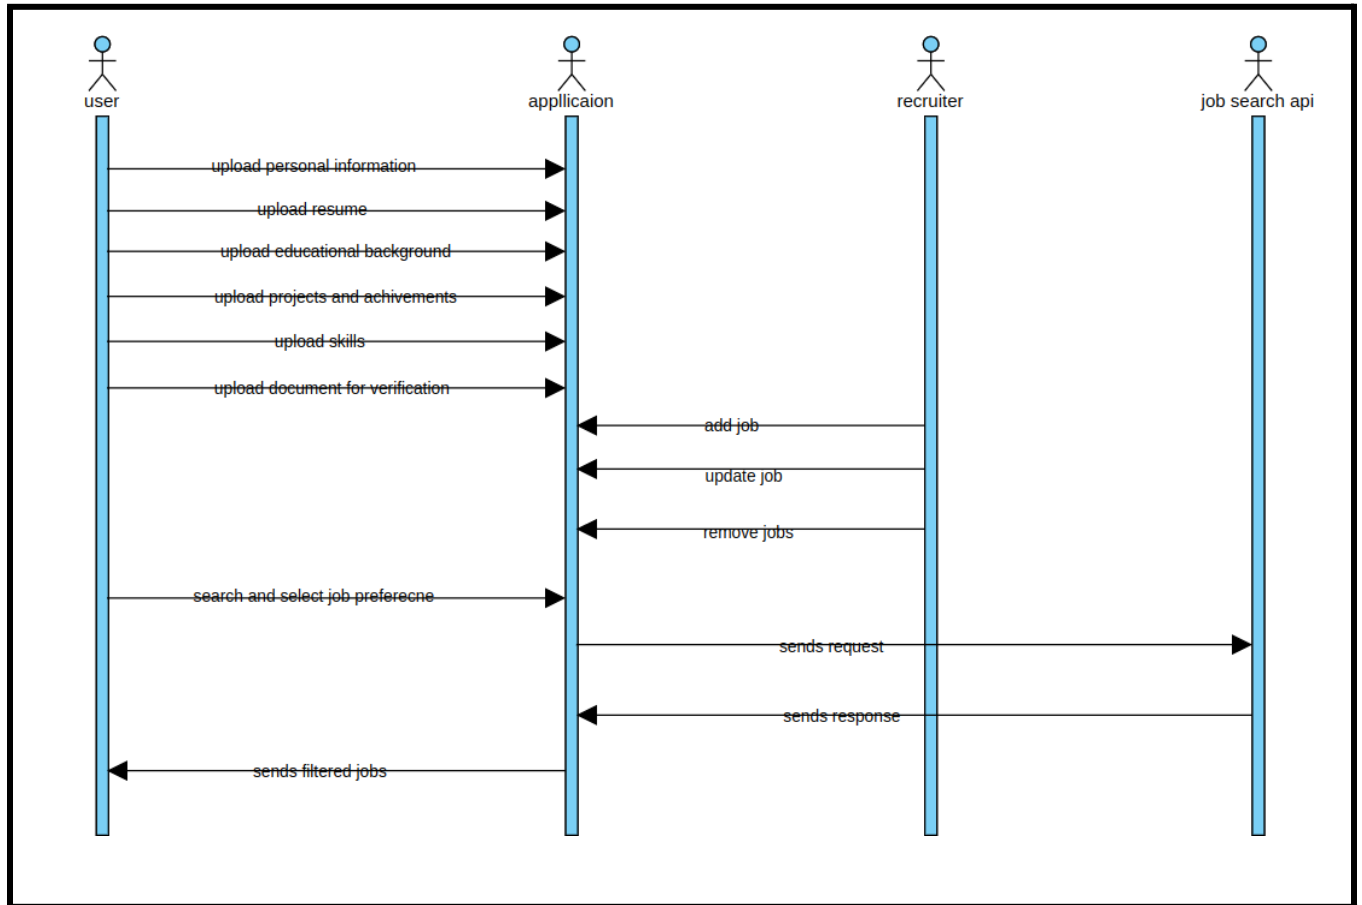 user
appllicaion
recruiter
job search api
upload personal information
upload resume
upload educational background
upload projects and achivements
upload skills
upload document for verification
add job
update job
remove jobs
search and select job preferecne
sends request
sends response
sends filtered jobs